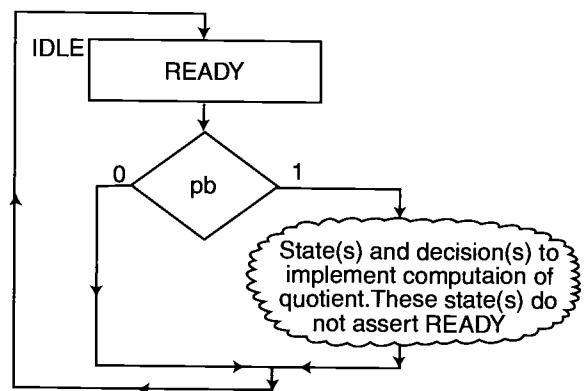 IDLE
READY
0
1
pb
State(s) and decision(s) to
implement computaion of
quotient.These state(s) do
not assert READY